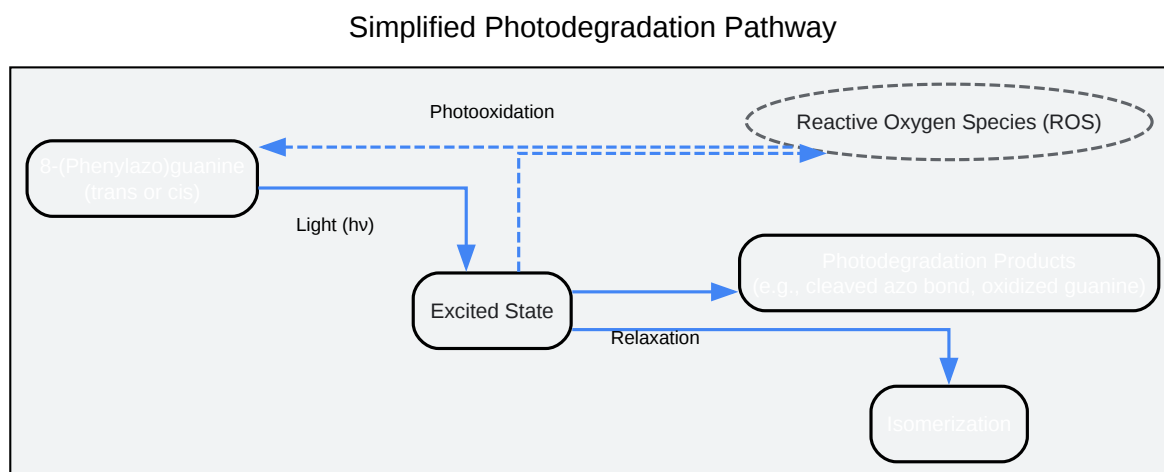 Simplified Photodegradation Pathway
Photooxidation
Reactive Oxygen Species (ROS)
8-(Phenylazo)guanine
(trans or cis)
Light (hν)
Photodegradation Products
(e.g., cleaved azo bond, oxidized guanine)
Excited State
Relaxation
Isomerization